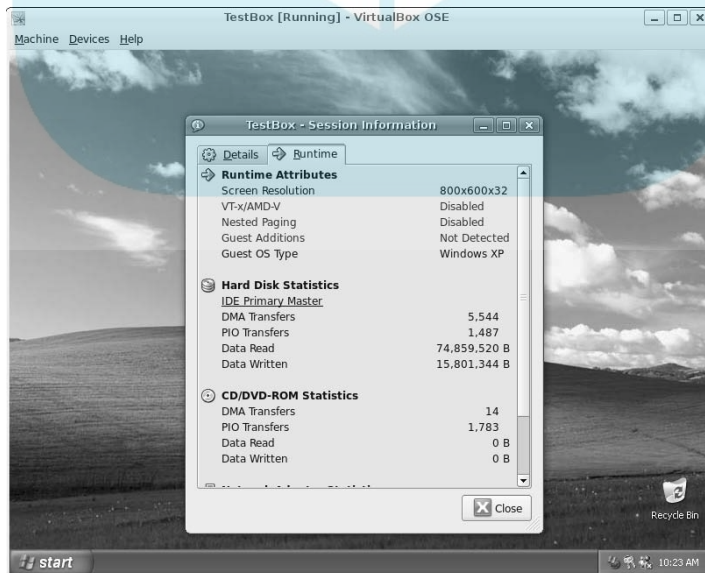 TestBox [Running] - VirtualBox OSE
Machine Devices Help
TestBox - Session Information
Details Runtime
Runtime Attributes
Screen Resolution 800x600x32
VT-x/AMD-V Disabled
Nested Paging Disabled
Guest Additions Not Detected
Guest OS Type Windows XP
Hard Disk Statistics
IDE Primary Master
DMA Transfers 5,544
PIO Transfers 1,487
Data Read 74,859,520 B
Data Written 15,801,344 B
CD/DVD-ROM Statistics
DMA Transfers 14
PIO Transfers 1,783
Data Read 0 B
Data Written 0 B
Close
Recycle Bin
start 10:23 AM